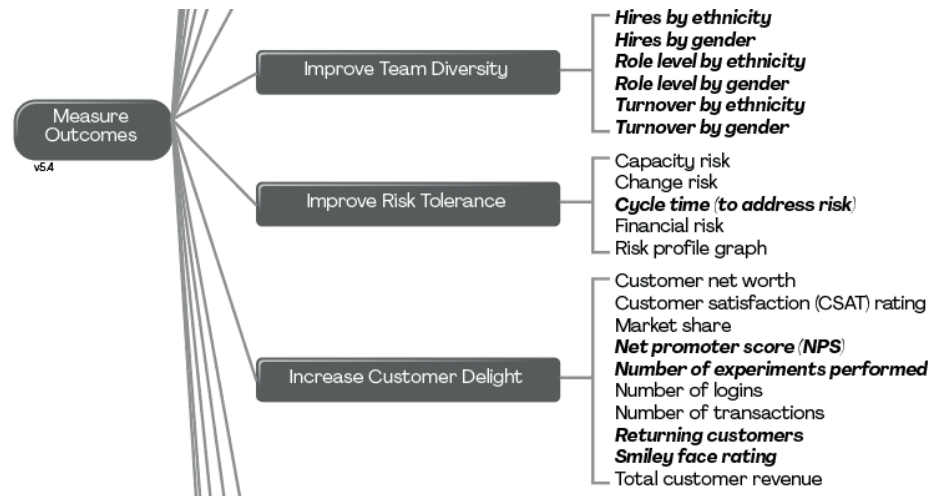 Measure
Outcomes
v5.4
Improve Team Diversity
Hires by ethnicity
Hires by gender
Role level by ethnicity
Role level by gender
Turnover by ethnicity
Turnover by gender
Improve Risk Tolerance
Capacity risk
Change risk
Cycle time (to address risk)
Financial risk
Risk profile graph
Increase Customer Delight
Customer net worth
Customer satisfaction (CSAT) rating
Market share
Net promoter score (NPS)
Number of experiments performed
Number of logins
Number of transactions
Returning customers
Smiley face rating
Total customer revenue